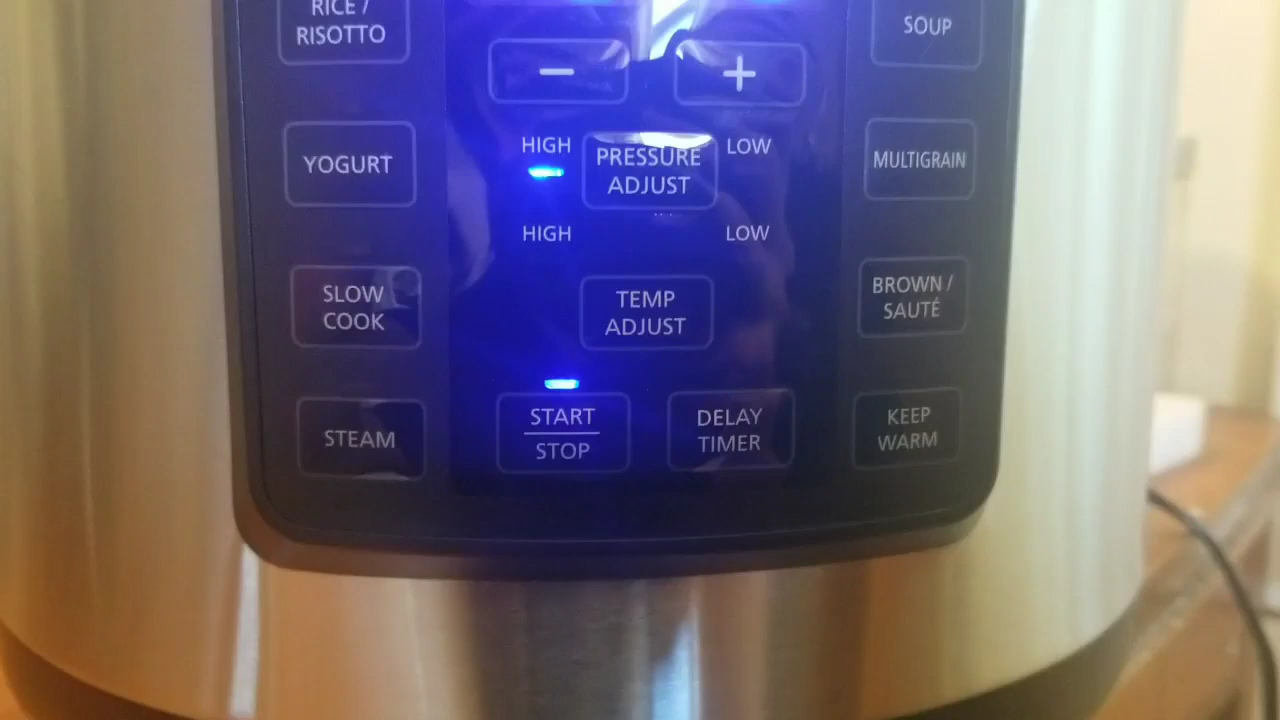 RICE /
RISOTTO
SOUP
−
+
YOGURT
HIGH
PRESSURE
ADJUST
LOW
MULTIGRAIN
HIGH
LOW
SLOW
COOK
TEMP
ADJUST
BROWN /
SAUTÉ
STEAM
START
STOP
DELAY
TIMER
KEEP
WARM